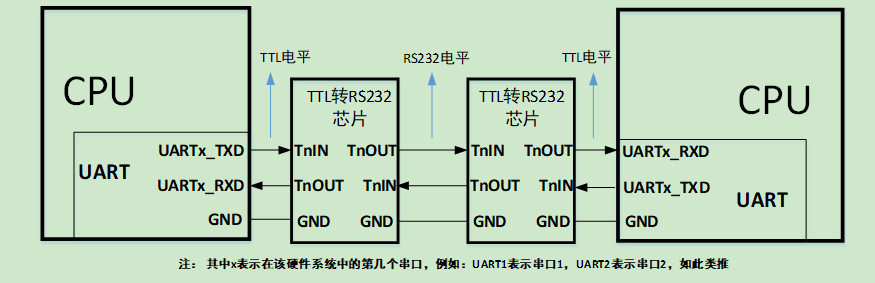 TTL电平 RS232电平 TTL电平
CPU
TTL转RS232
芯片
TTL转RS232
芯片
CPU
UART
UARTx_TXD TnIN TnOUT TnIN TnOUT UARTx_RXD
UARTx_RXD TnOUT TnIN TnOUT TnIN UARTx_TXD
GND GND GND GND GND GND
UART
注: 其中x表示在该硬件系统中的第几个串口，例如：UART1表示串口1，UART2表示串口2，如此类推